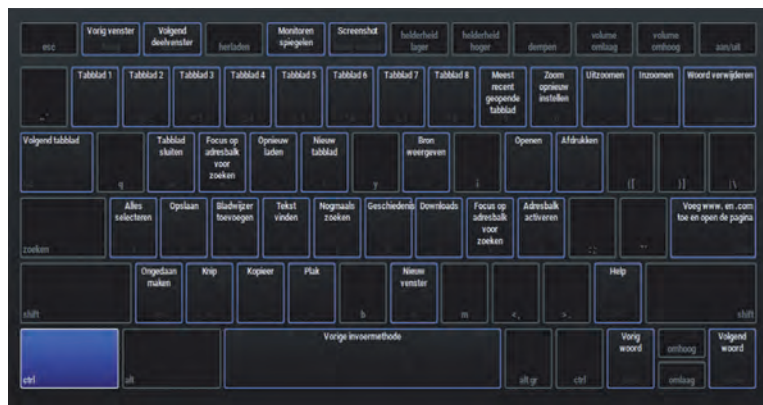 esc
Vorig venster
Volgend deelvenster
herladen
Monitoren spiegelen
Screenshot
helderheid lager
helderheid hoger
dempen
volume omlaag
volume omhoog
aan/uit
Tabblad 1
Tabblad 2
Tabblad 3
Tabblad 4
Tabblad 5
Tabblad 6
Tabblad 7
Tabblad 8
Meest recent geopende tabblad
Zoom opnieuw instellen
Uitzoomen
Inzoomen
Woord verwijderen
Volgend tabblad
q
Tabblad sluiten
Focus op adresbalk voor zoeken
Opnieuw laden
Nieuw tabblad
y
Bron weergeven
i
Openen
Afdrukken
[{
]}
|\
zoeken
Alles selecteren
Opslaan
Bladwijzer toevoegen
Tekst vinden
Nogmaals zoeken
Geschiedenis
Downloads
Focus op adresbalk voor zoeken
Adresbalk activeren
;:
'"
Voeg www. en .com toe en open de pagina
shift
Ongedaan maken
Knip
Kopieer
Plak
b
Nieuw venster
m
<,
>.
Help
shift
ctrl
alt
Vorige invoermethode
alt gr
ctrl
Vorig woord
omhoog
omlaag
Volgend woord